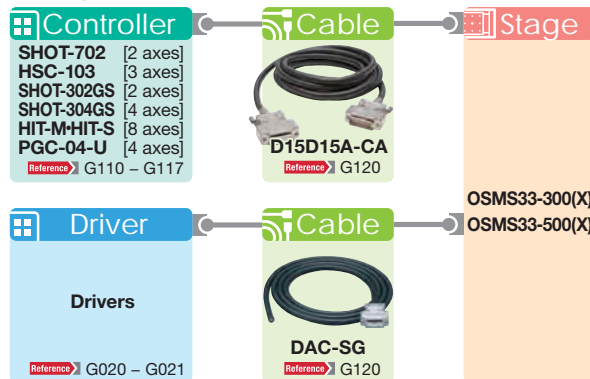 Controller
SHOT-702 [2 axes]
HSC-103 [3 axes]
SHOT-302GS [2 axes]
SHOT-304GS [4 axes]
HIT-M•HIT-S [8 axes]
PGC-04-U [4 axes]
Reference G110 – G117
Cable
D15D15A-CA
Reference G120
Stage
OSMS33-300(X)
OSMS33-500(X)
Driver
Drivers
Reference G020 – G021
Cable
DAC-SG
Reference G120